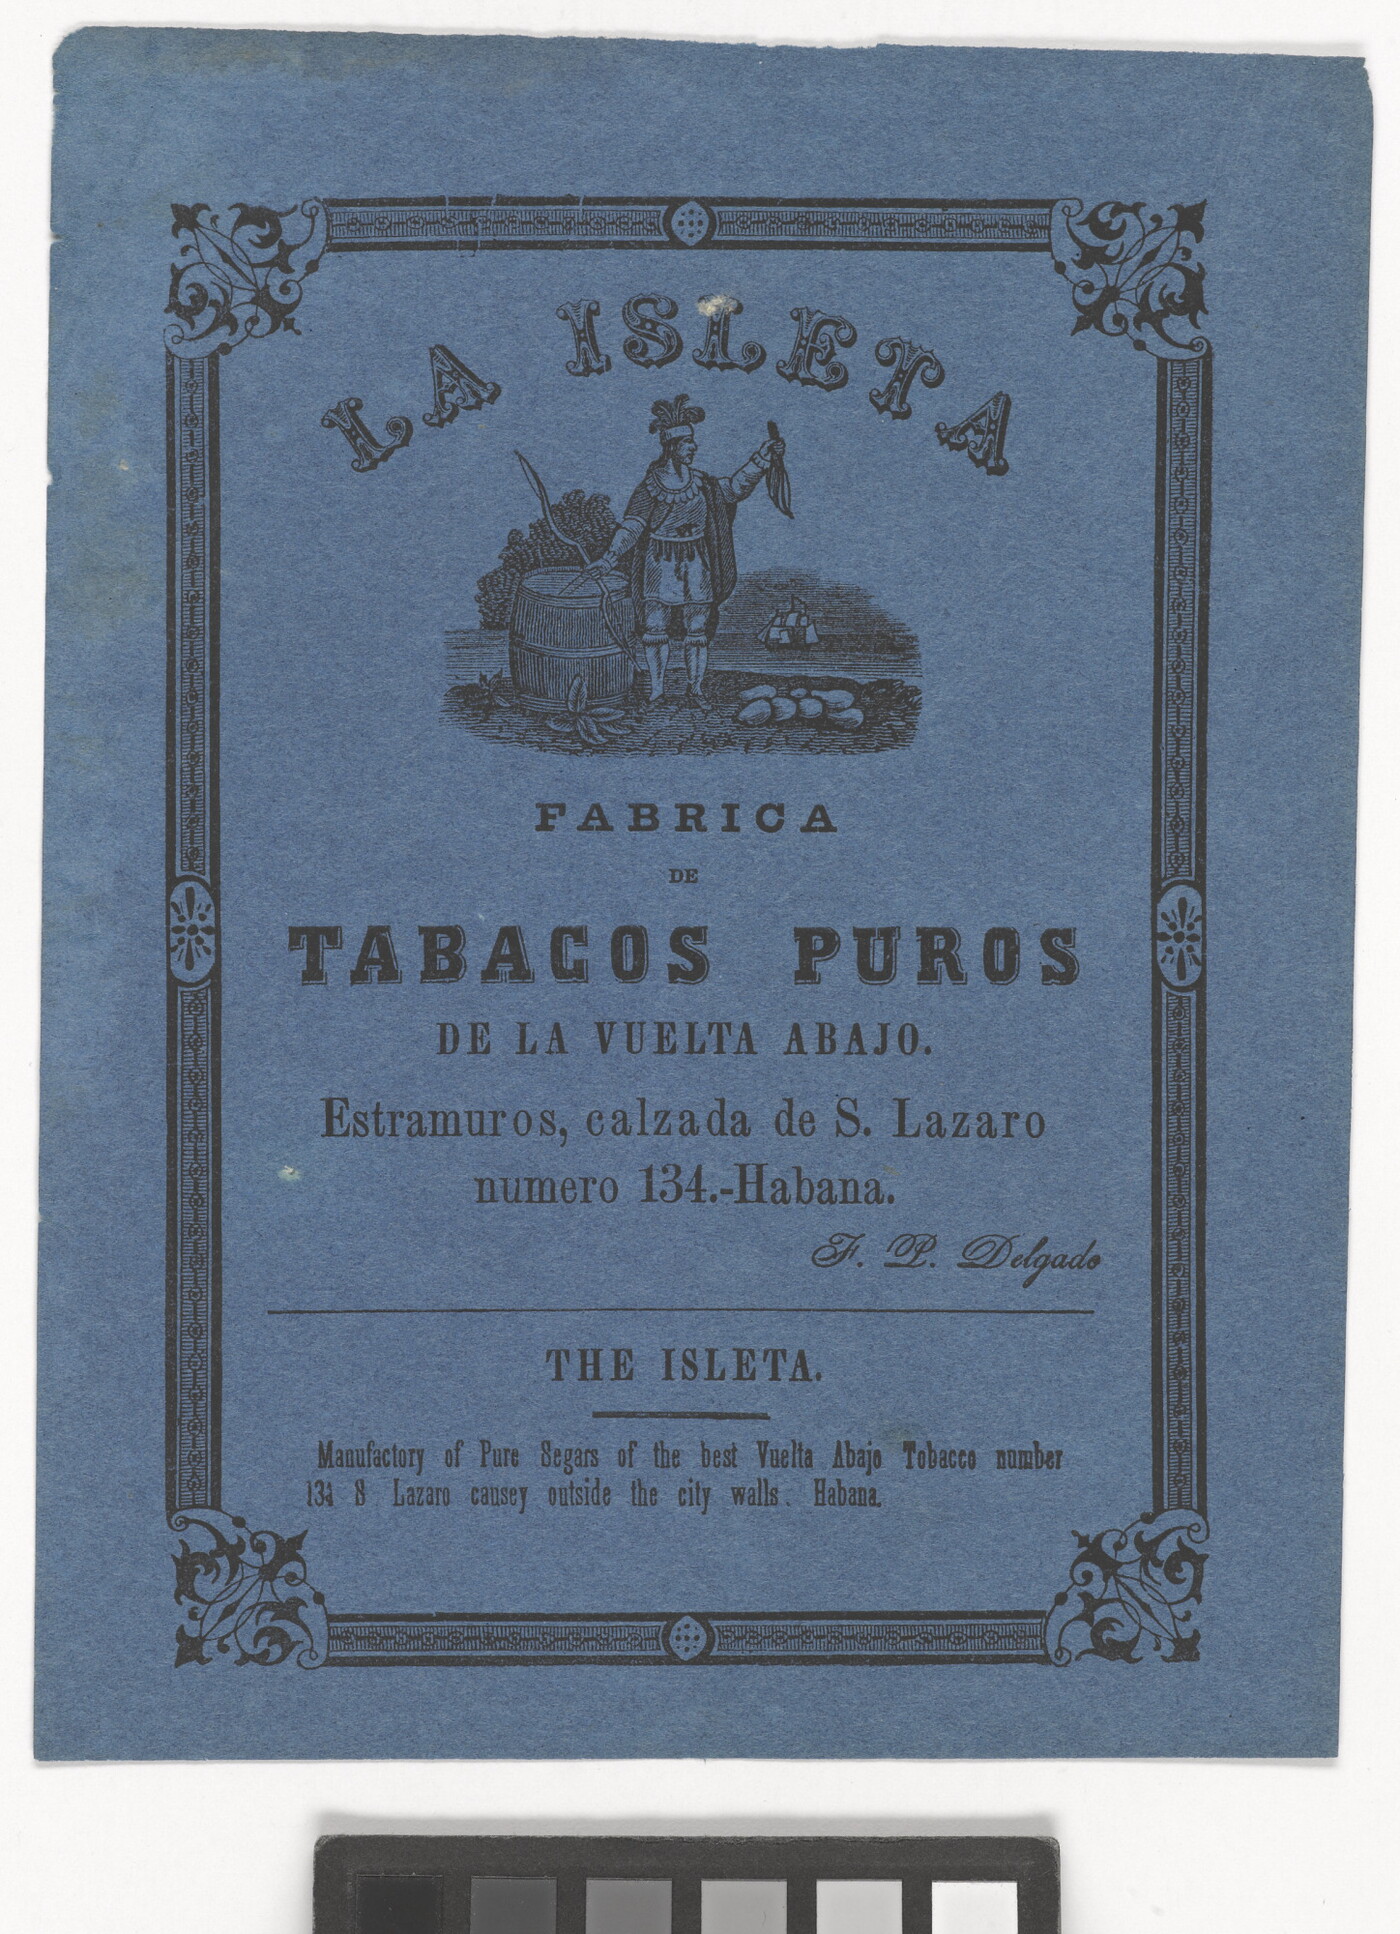 LA ISLETA
FABRICA
DE
TABACOS PUROS
DE LA VUELTA ABAJO.
Estramuros, calzada de S. Lazaro
numero 134.-Habana.
F. P. Delgado
THE ISLETA.
Manufactory of Pure Segars of the best Vuelta Abajo Tobacco number
134 S Lazaro causey outside the city walls. Habana.